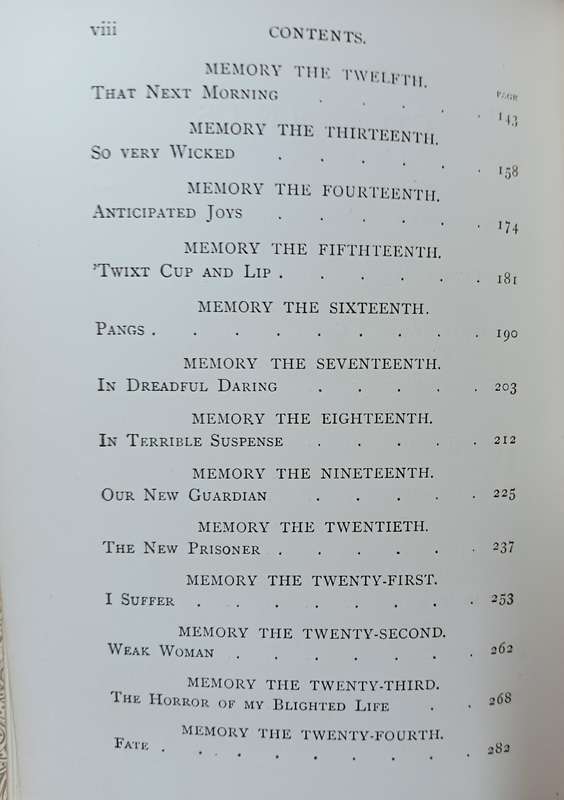 viii CONTENTS.
MEMORY THE TWELFTH.
PAGE
THAT NEXT MORNING . . . . 143
MEMORY THE THIRTEENTH.
SO VERY WICKED . . . . . 158
MEMORY THE FOURTEENTH.
ANTICIPATED JOYS . . . . . 174
MEMORY THE FIFTHTEENTH.
'TWIXT CUP AND LIP . . . . . . 181
MEMORY THE SIXTEENTH.
PANGS . . . . . . . . . 190
MEMORY THE SEVENTEENTH.
IN DREADFUL DARING . . . . . 203
MEMORY THE EIGHTEENTH.
IN TERRIBLE SUSPENSE . . . . . 212
MEMORY THE NINETEENTH.
OUR NEW GUARDIAN . . . . . 225
MEMORY THE TWENTIETH.
THE NEW PRISONER . . . . . . 237
MEMORY THE TWENTY-FIRST.
I SUFFER . . . . . . . . 253
MEMORY THE TWENTY-SECOND.
WEAK WOMAN . . . . . . . 262
MEMORY THE TWENTY-THIRD.
THE HORROR OF MY BLIGHTED LIFE . . 268
MEMORY THE TWENTY-FOURTH.
FATE . . . . . . . . . 282